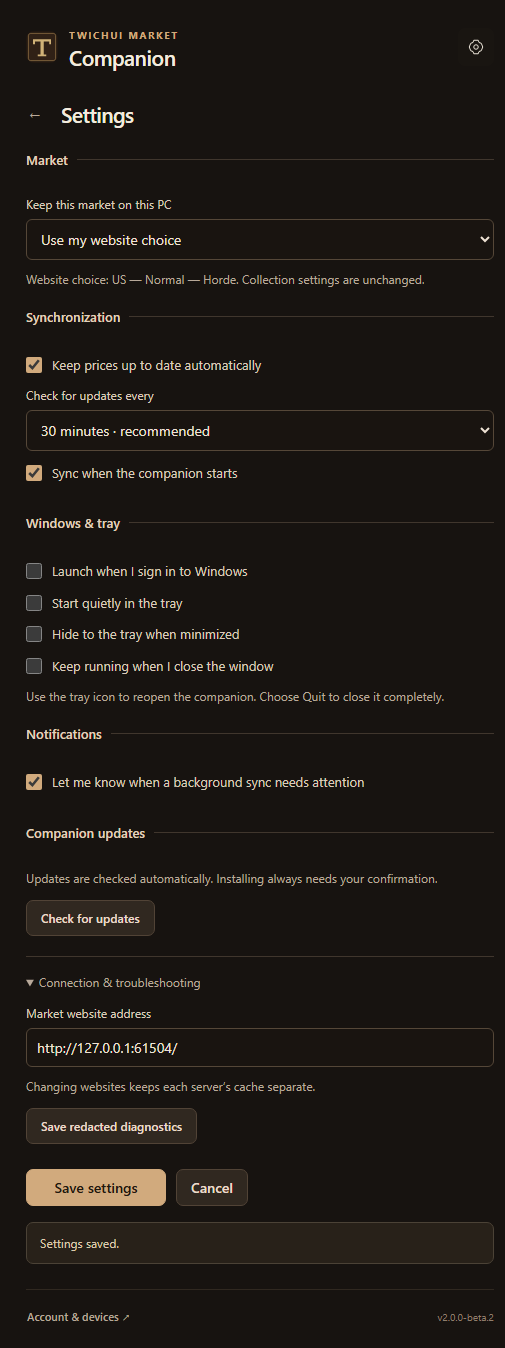 T
TWICHUI MARKET
Companion
← Settings
Market
Keep this market on this PC
Use my website choice
Website choice: US — Normal — Horde. Collection settings are unchanged.
Synchronization
Keep prices up to date automatically
Check for updates every
30 minutes · recommended
Sync when the companion starts
Windows & tray
Launch when I sign in to Windows
Start quietly in the tray
Hide to the tray when minimized
Keep running when I close the window
Use the tray icon to reopen the companion. Choose Quit to close it completely.
Notifications
Let me know when a background sync needs attention
Companion updates
Updates are checked automatically. Installing always needs your confirmation.
Check for updates
▼ Connection & troubleshooting
Market website address
http://127.0.0.1:61504/
Changing websites keeps each server's cache separate.
Save redacted diagnostics
Save settings Cancel
Settings saved.
Account & devices ↗ v2.0.0-beta.2